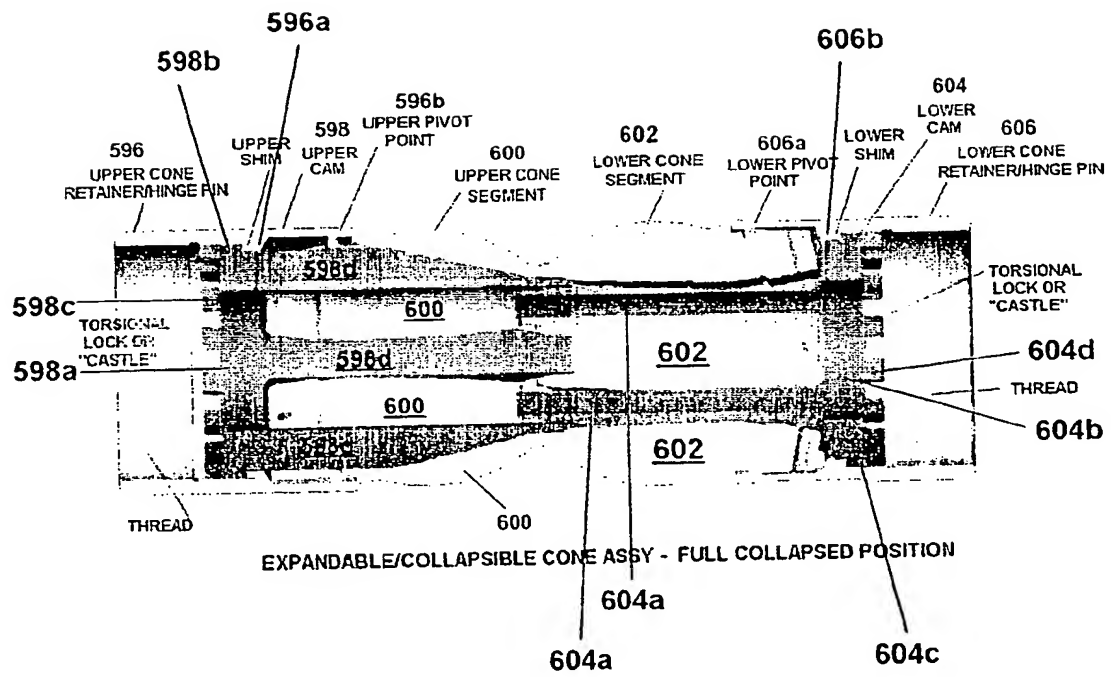 596a
598b
606b
604
LOWER
CAM
596b
UPPER PIVOT
POINT
598
UPPER
CAM
UPPER
SHIM
596
UPPER CONE
RETAINER/HINGE PIN
600
UPPER CONE
SEGMENT
602
LOWER CONE
SEGMENT
606a
LOWER PIVOT
POINT
LOWER
SHIM
606
LOWER CONE
RETAINER/HINGE PIN
598d
598c
600
TORSIONAL
LOCK OR
"CASTLE"
TORSIONAL
LOCK OR
"CASTLE"
598a
598d
602
604d
THREAD
600
604b
598d
602
THREAD
600
EXPANDABLE/COLLAPSIBLE CONE ASSY - FULL COLLAPSED POSITION
604a
604a
604c